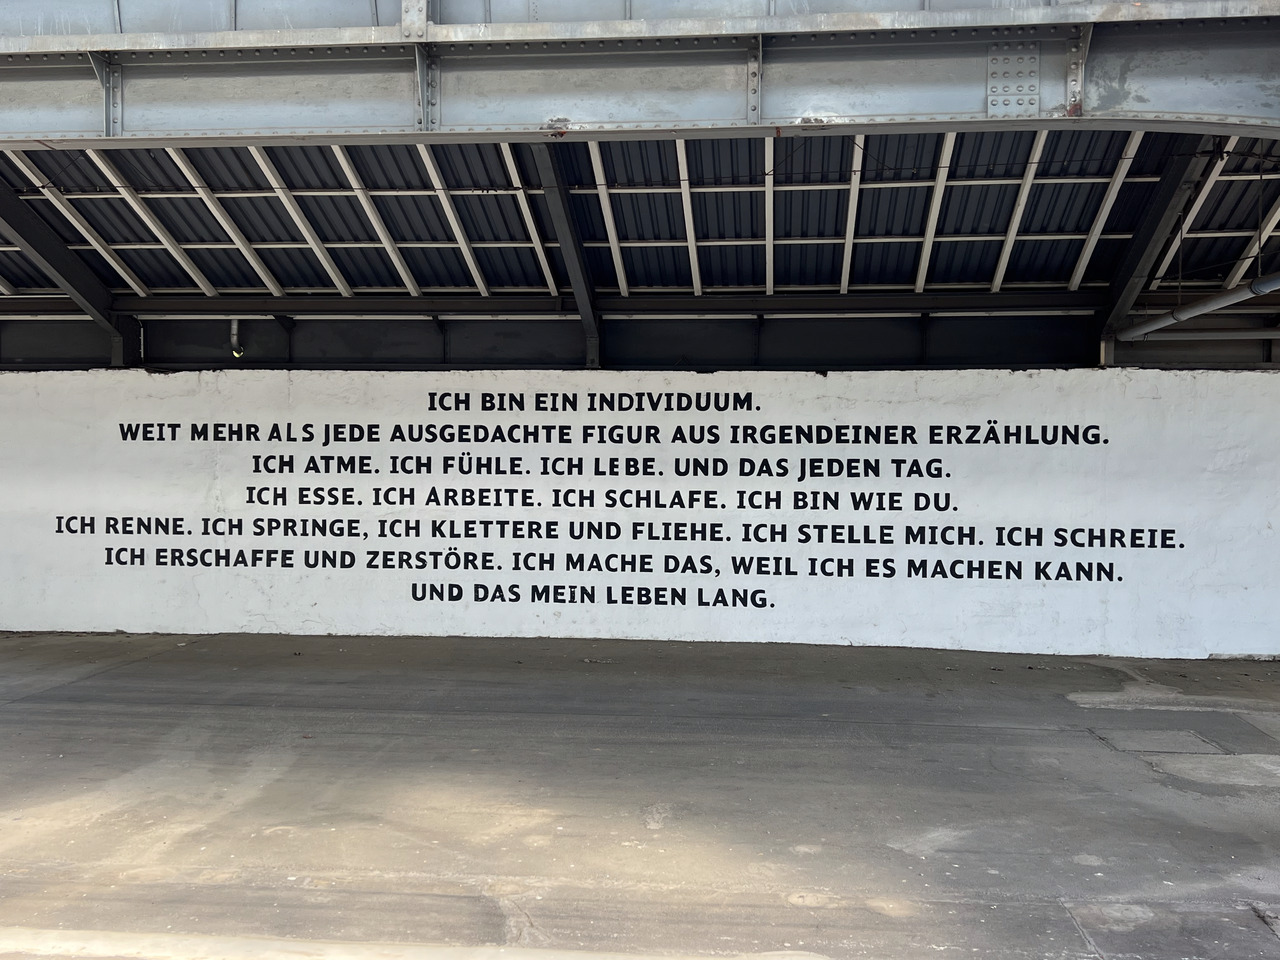 ICH BIN EIN INDIVIDUUM.
WEIT MEHR ALS JEDE AUSGEDACHTE FIGUR AUS IRGENDEINER ERZÄHLUNG.
ICH ATME. ICH FÜHLE. ICH LEBE. UND DAS JEDEN TAG.
ICH ESSE. ICH ARBEITE. ICH SCHLAFE. ICH BIN WIE DU.
ICH RENNE. ICH SPRINGE, ICH KLETTERE UND FLIEHE. ICH STELLE MICH. ICH SCHREIE.
ICH ERSCHAFFE UND ZERSTÖRE. ICH MACHE DAS, WEIL ICH ES MACHEN KANN.
UND DAS MEIN LEBEN LANG.